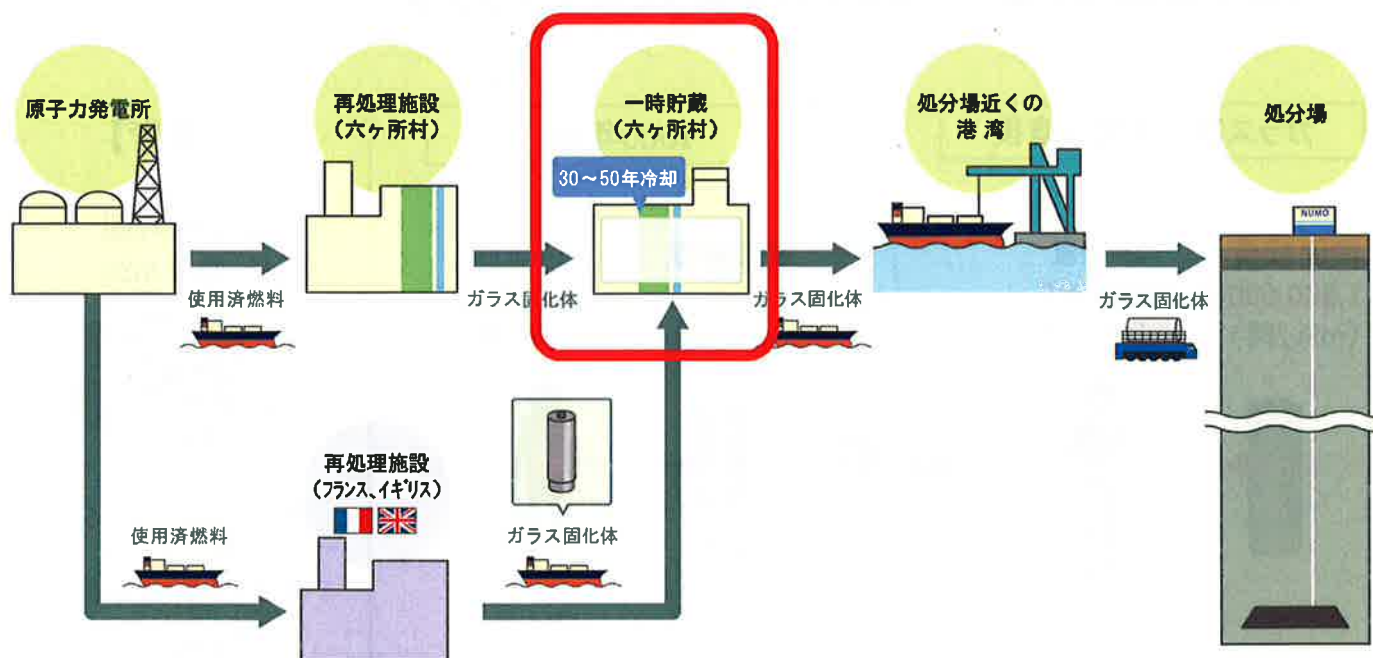 原子力発電所
再処理施設
(六ヶ所村)
一時貯蔵
(六ヶ所村)
処分場近くの
港湾
処分場
30～50年冷却
NUMO
使用済燃料
ガラス固化体
ガラス固化体
ガラス固化体
再処理施設
(フランス、イギリス)
使用済燃料
ガラス固化体